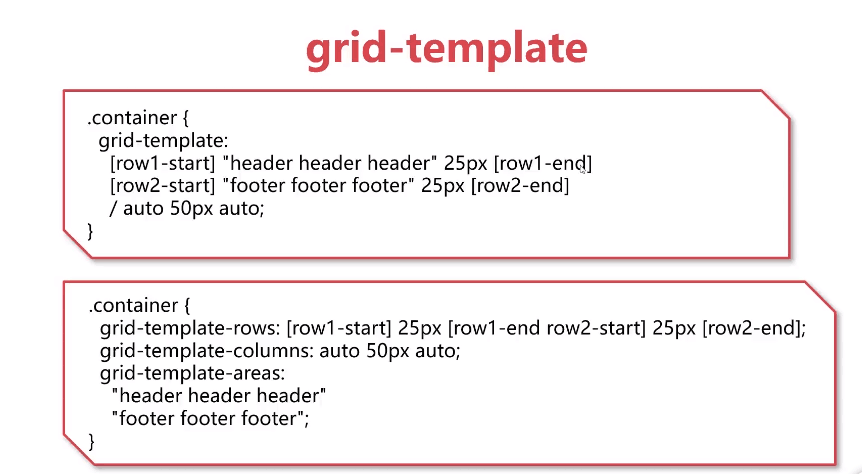 grid-template
.container {
grid-template:
[row1-start] "header header header" 25px [row1-end]
[row2-start] "footer footer footer" 25px [row2-end]
/ auto 50px auto;
}
.container {
grid-template-rows: [row1-start] 25px [row1-end row2-start] 25px [row2-end];
grid-template-columns: auto 50px auto;
grid-template-areas:
"header header header"
"footer footer footer";
}